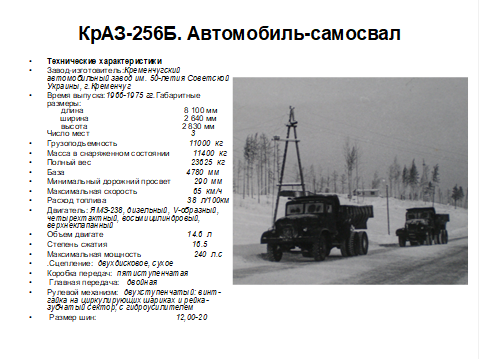 КрАЗ-256Б. Автомобиль-самосвал
• Технические характеристики
• Завод-изготовитель:Кременчугский
автомобильный завод им. 50-летия Советской
Украины, г.Кременчуг
• Время выпуска:1966-1975 гг.Габаритные
размеры:
длина 8 100 мм
ширина 2 640 мм
высота 2 830 мм
Число мест 3
• Грузоподъемность 11000 кг
• Масса в снаряженном состоянии 11400 кг
• Полный вес 23625 кг
• База 4780 мм
• Минимальный дорожний просвет 290 мм
• Максимальная скорость 65 км/ч
• Расход топлива 38 л/100км
• Двигатель: ЯМЗ-238, дизельный, V-образный,
четырехтактный, восьмицилиндровый,
верхнеклапанный
• Объем двигате 14.6 л
• Степень сжатия 16.5
• Максимальная мощность 240 л.с
• .Сцепление: двухдисковое, сухое
• Коробка передач: пятиступенчатая
• Главная передача: двойная
• Рулевой механизм: двухступенчатый: винт-
гайка на циркулирующих шариках и рейка-
зубчатый сектор, с гидроусилителем
• Размер шин: 12,00-20